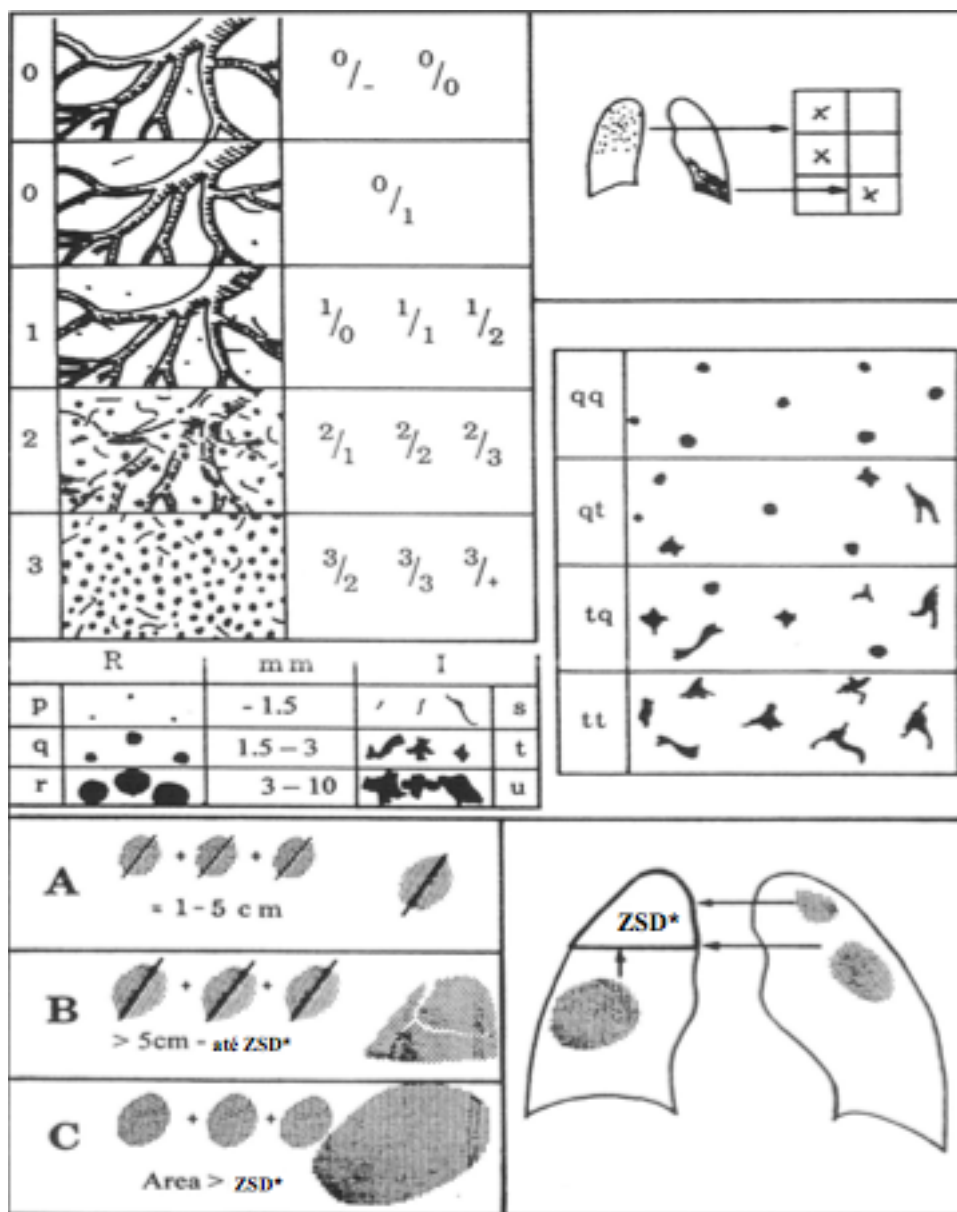 0 0/- 0/0
0 0/1
1 1/0 1/1 1/2
2 2/1 2/2 2/3
3 3/2 3/3 3/+
R mm I
p - 1.5 s
q 1.5 – 3 t
r 3 – 10 u
x
x
x
qq
qt
tq
tt
A + +
= 1 - 5 cm
B + +
> 5cm - até ZSD*
C + +
Area > ZSD*
ZSD*